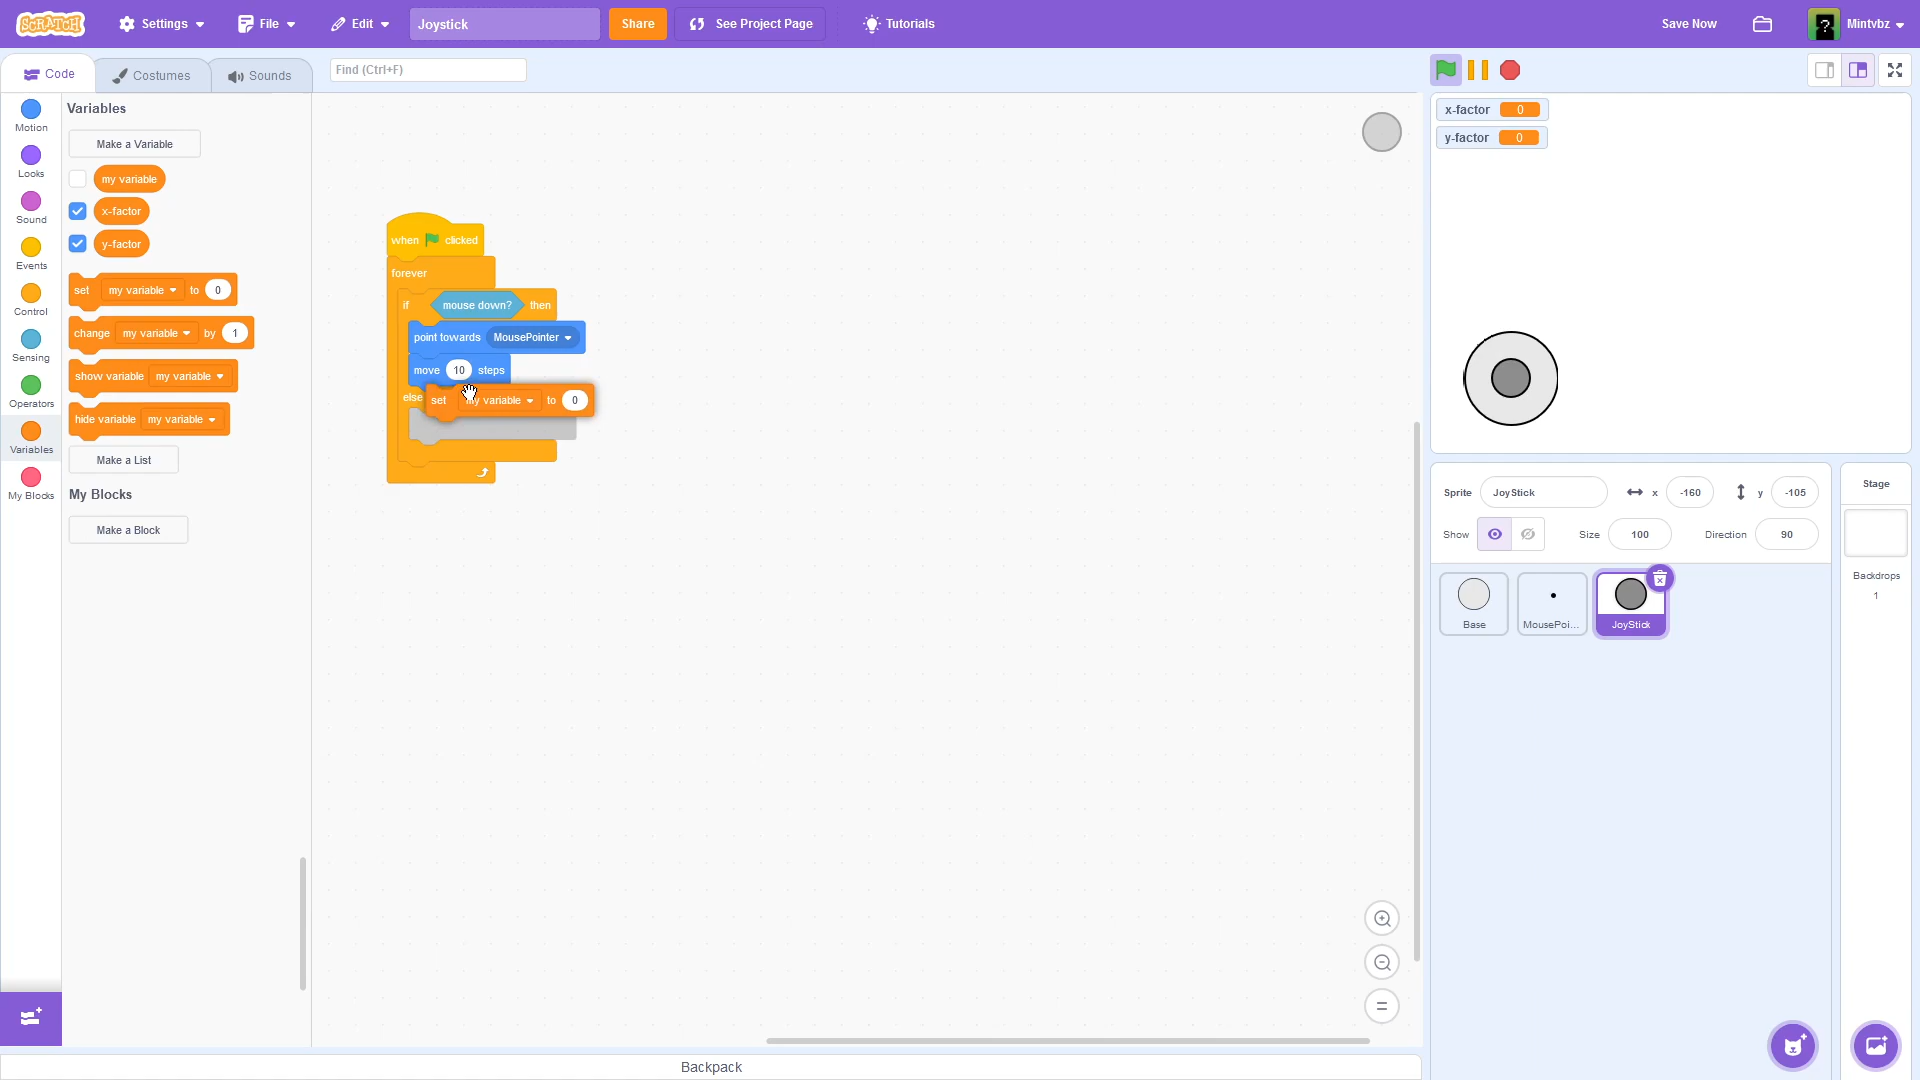 SCRATCH Settings File Edit Joystick Share See Project Page Tutorials Save Now Mintvbz
Code Costumes Sounds Find (Ctrl+F)
Variables
Motion
Looks
Sound
Events
Control
Sensing
Operators
Variables
My Blocks
Make a Variable
my variable
x-factor
y-factor
set my variable to 0
change my variable by 1
show variable my variable
hide variable my variable
Make a List
My Blocks
Make a Block
when clicked
forever
if mouse down? then
point towards MousePointer
move 10 steps
else
set my variable to 0
x-factor 0
y-factor 0
Sprite JoyStick x -160 y -105
Show Size 100 Direction 90
Base
MousePoi...
JoyStick
Stage
Backdrops
1
Backpack